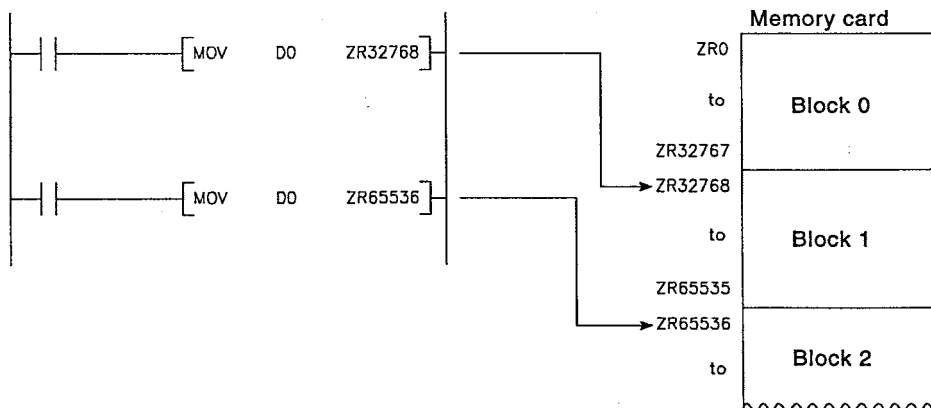 Memory card
MOV D0 ZR32768
ZR0
to
Block 0
ZR32767
MOV D0 ZR65536
ZR32768
to
Block 1
ZR65535
ZR65536
to
Block 2